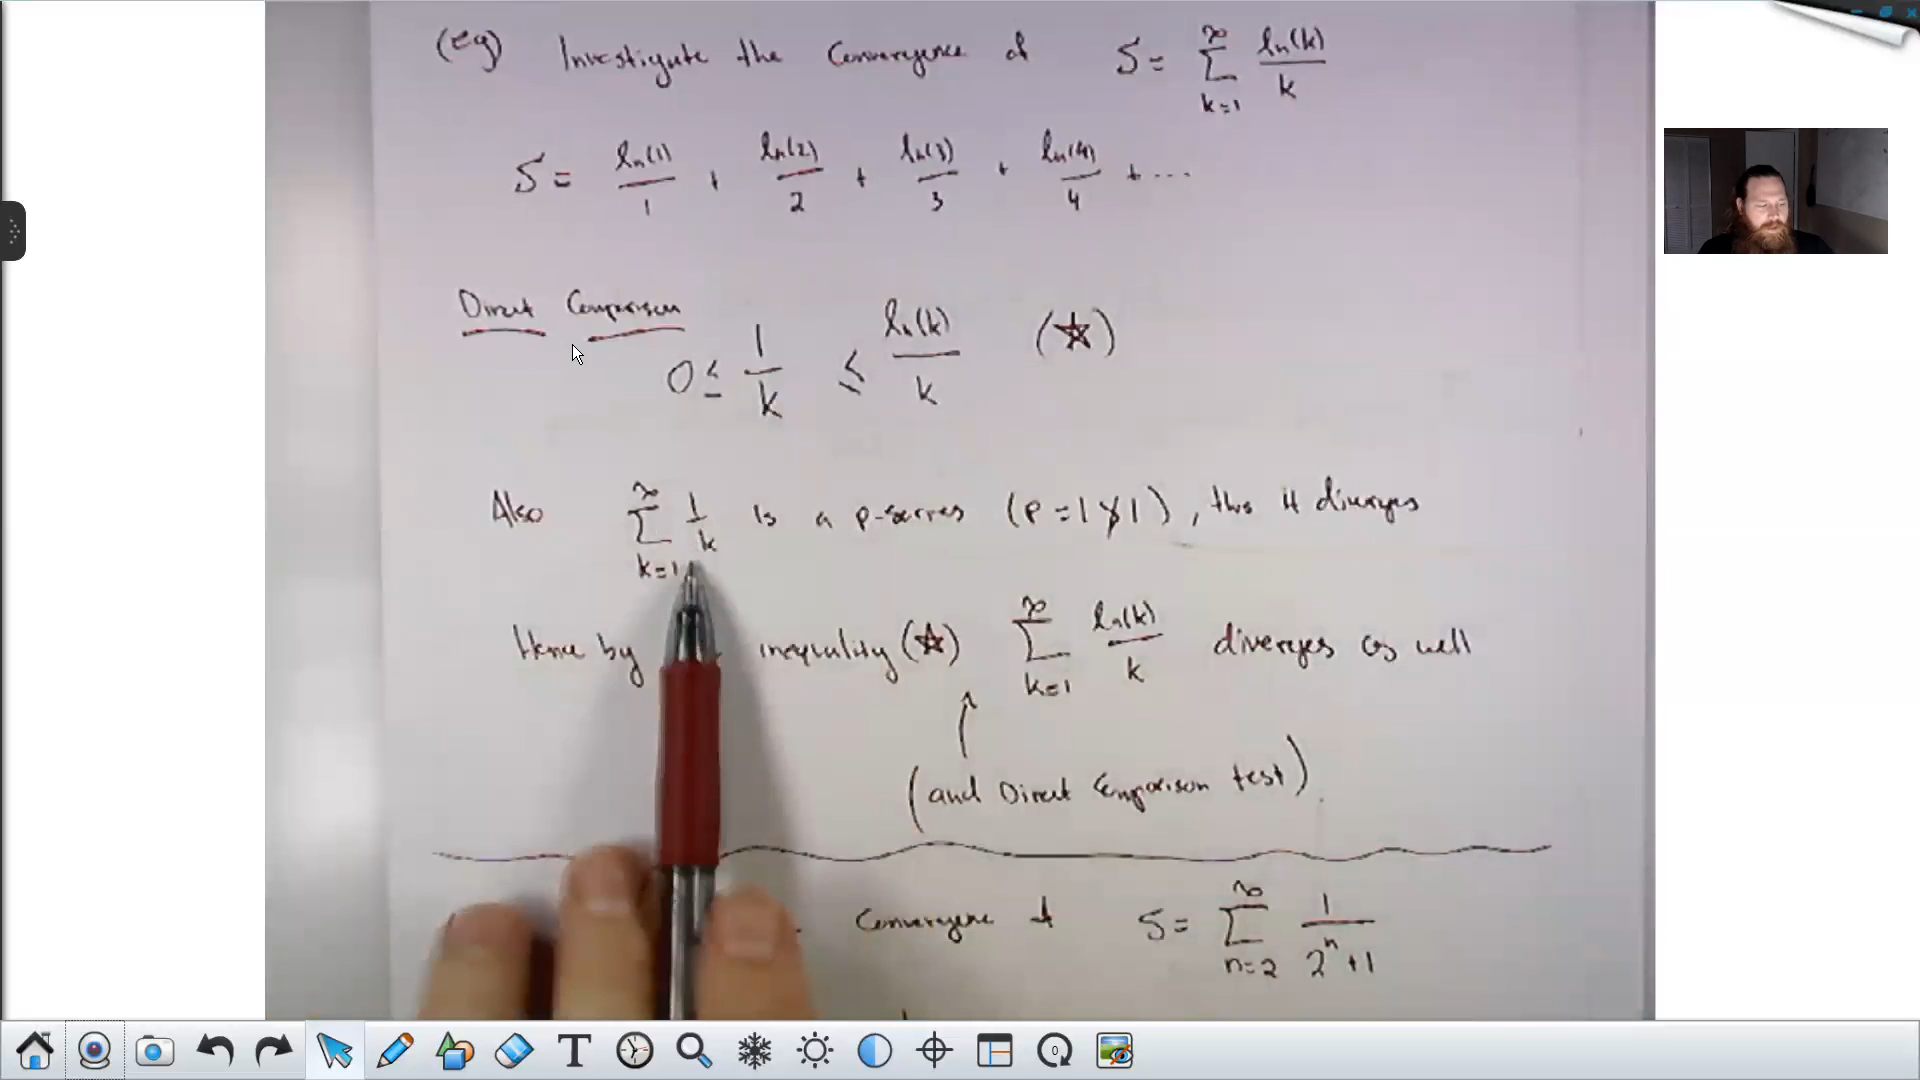 (eg) Investigate the Convergence of S = ∑_{k=1}^{∞} ln(k)/k
S = ln(1)/1 + ln(2)/2 + ln(3)/3 + ln(4)/4 + ...
Direct Comparison
0 ≤ 1/k ≤ ln(k)/k (☆)
Also ∑_{k=1}^{∞} 1/k is a p-series (p = 1 ≯ 1), thus it diverges
Hence by inequality (☆) ∑_{k=1}^{∞} ln(k)/k diverges as well
(and Direct Comparison test).
Convergence of S = ∑_{n=2}^{∞} 1/(2^n + 1)
T
0